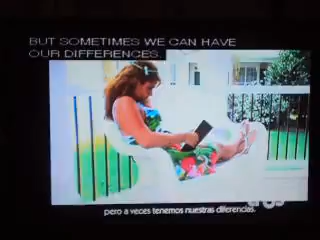 BUT SOMETIMES WE CAN HAVE
OUR DIFFERENCES.
pero a veces tenemos nuestras diferencias.